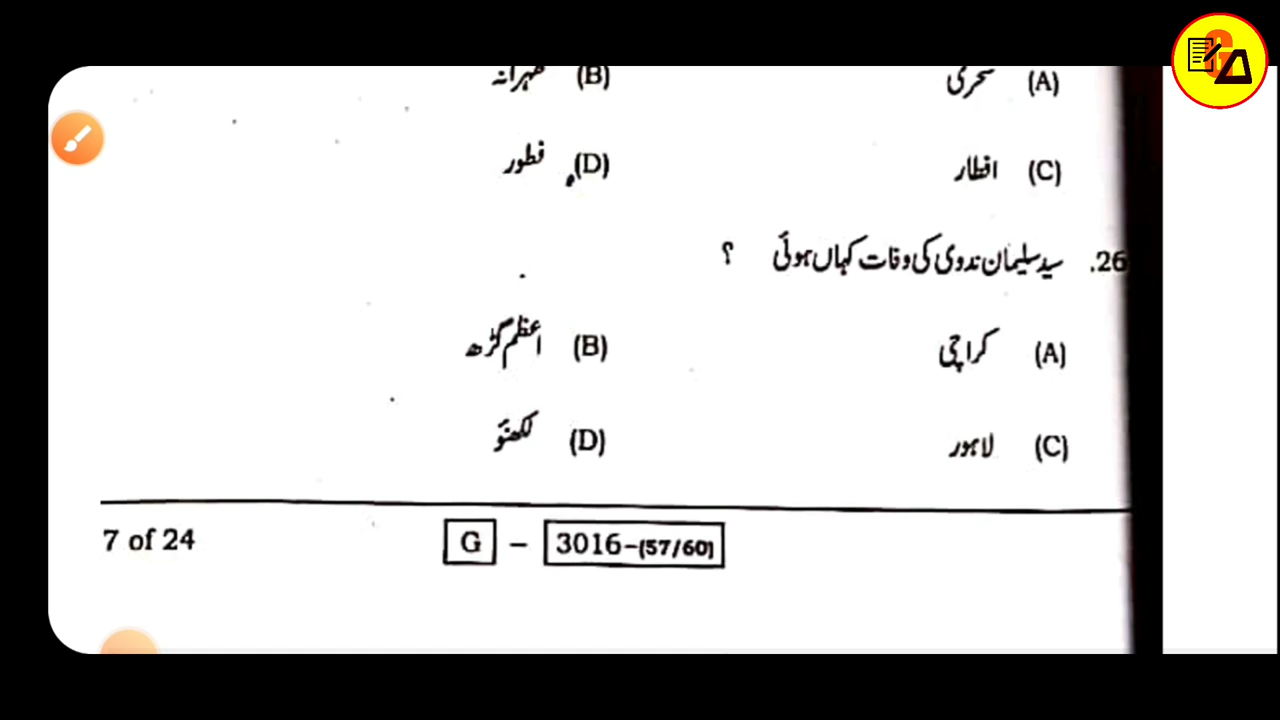 (A) سحری (B) ظہرانہ
(C) افطار (D) فطور
26. سید سلیمان ندوی کی وفات کہاں ہوئی ؟
(A) کراچی (B) اعظم گڑھ
(C) لاہور (D) لکھنؤ
7 of 24 G – 3016–(57/60)